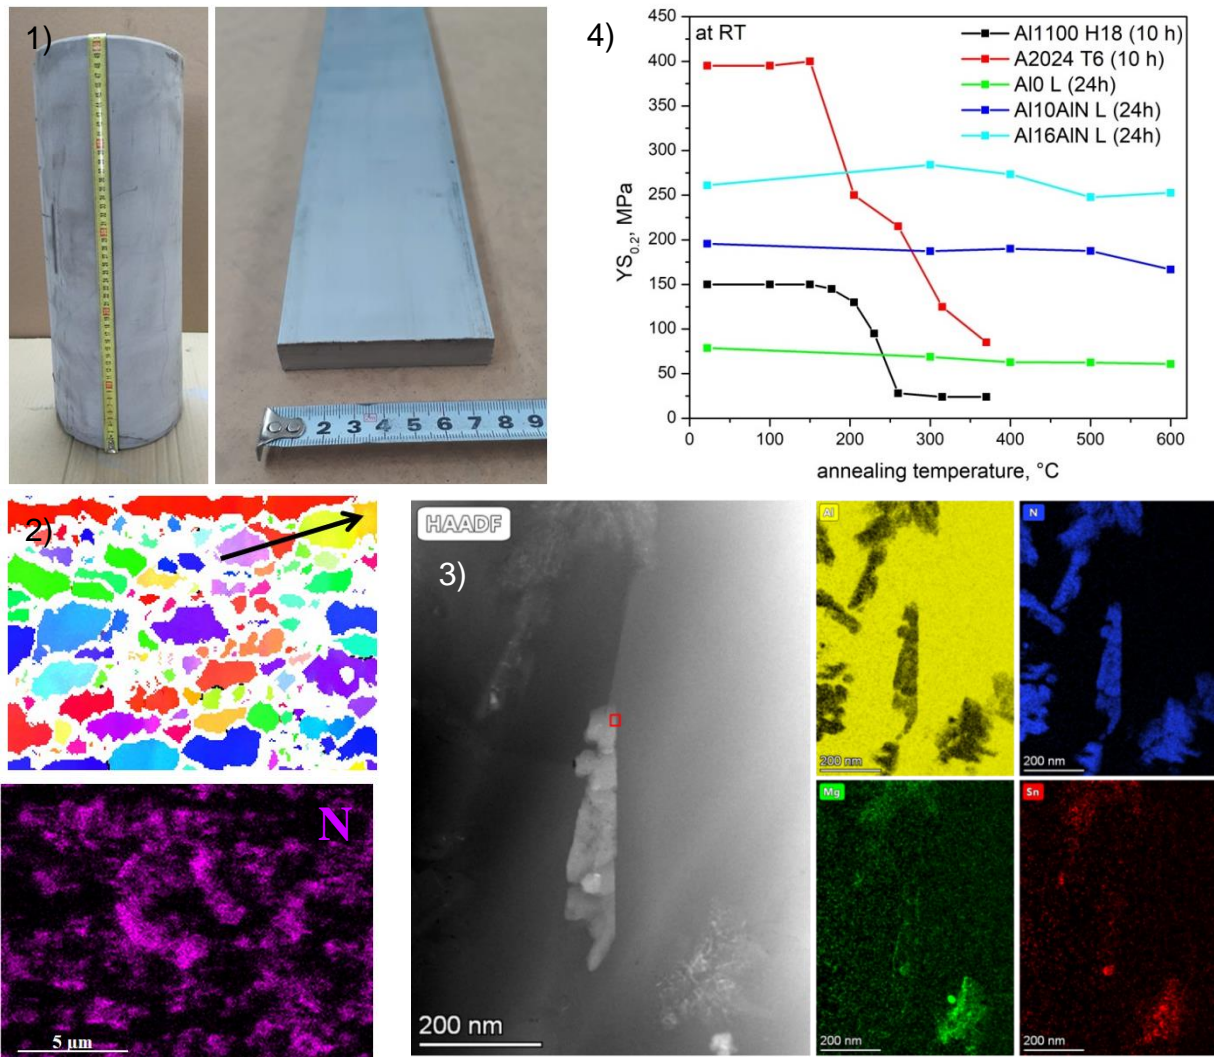 1)
2 3 4 5 6 7 8 9
4)
at RT
Al1100 H18 (10 h)
A2024 T6 (10 h)
Al0 L (24h)
Al10AlN L (24h)
Al16AlN L (24h)
YS0.2, MPa
450
400
350
300
250
200
150
100
50
0
0 100 200 300 400 500 600
annealing temperature, °C
2)
N
5 μm
HAADF
3)
200 nm
Al
200 nm
N
200 nm
Mg
200 nm
Sn
200 nm